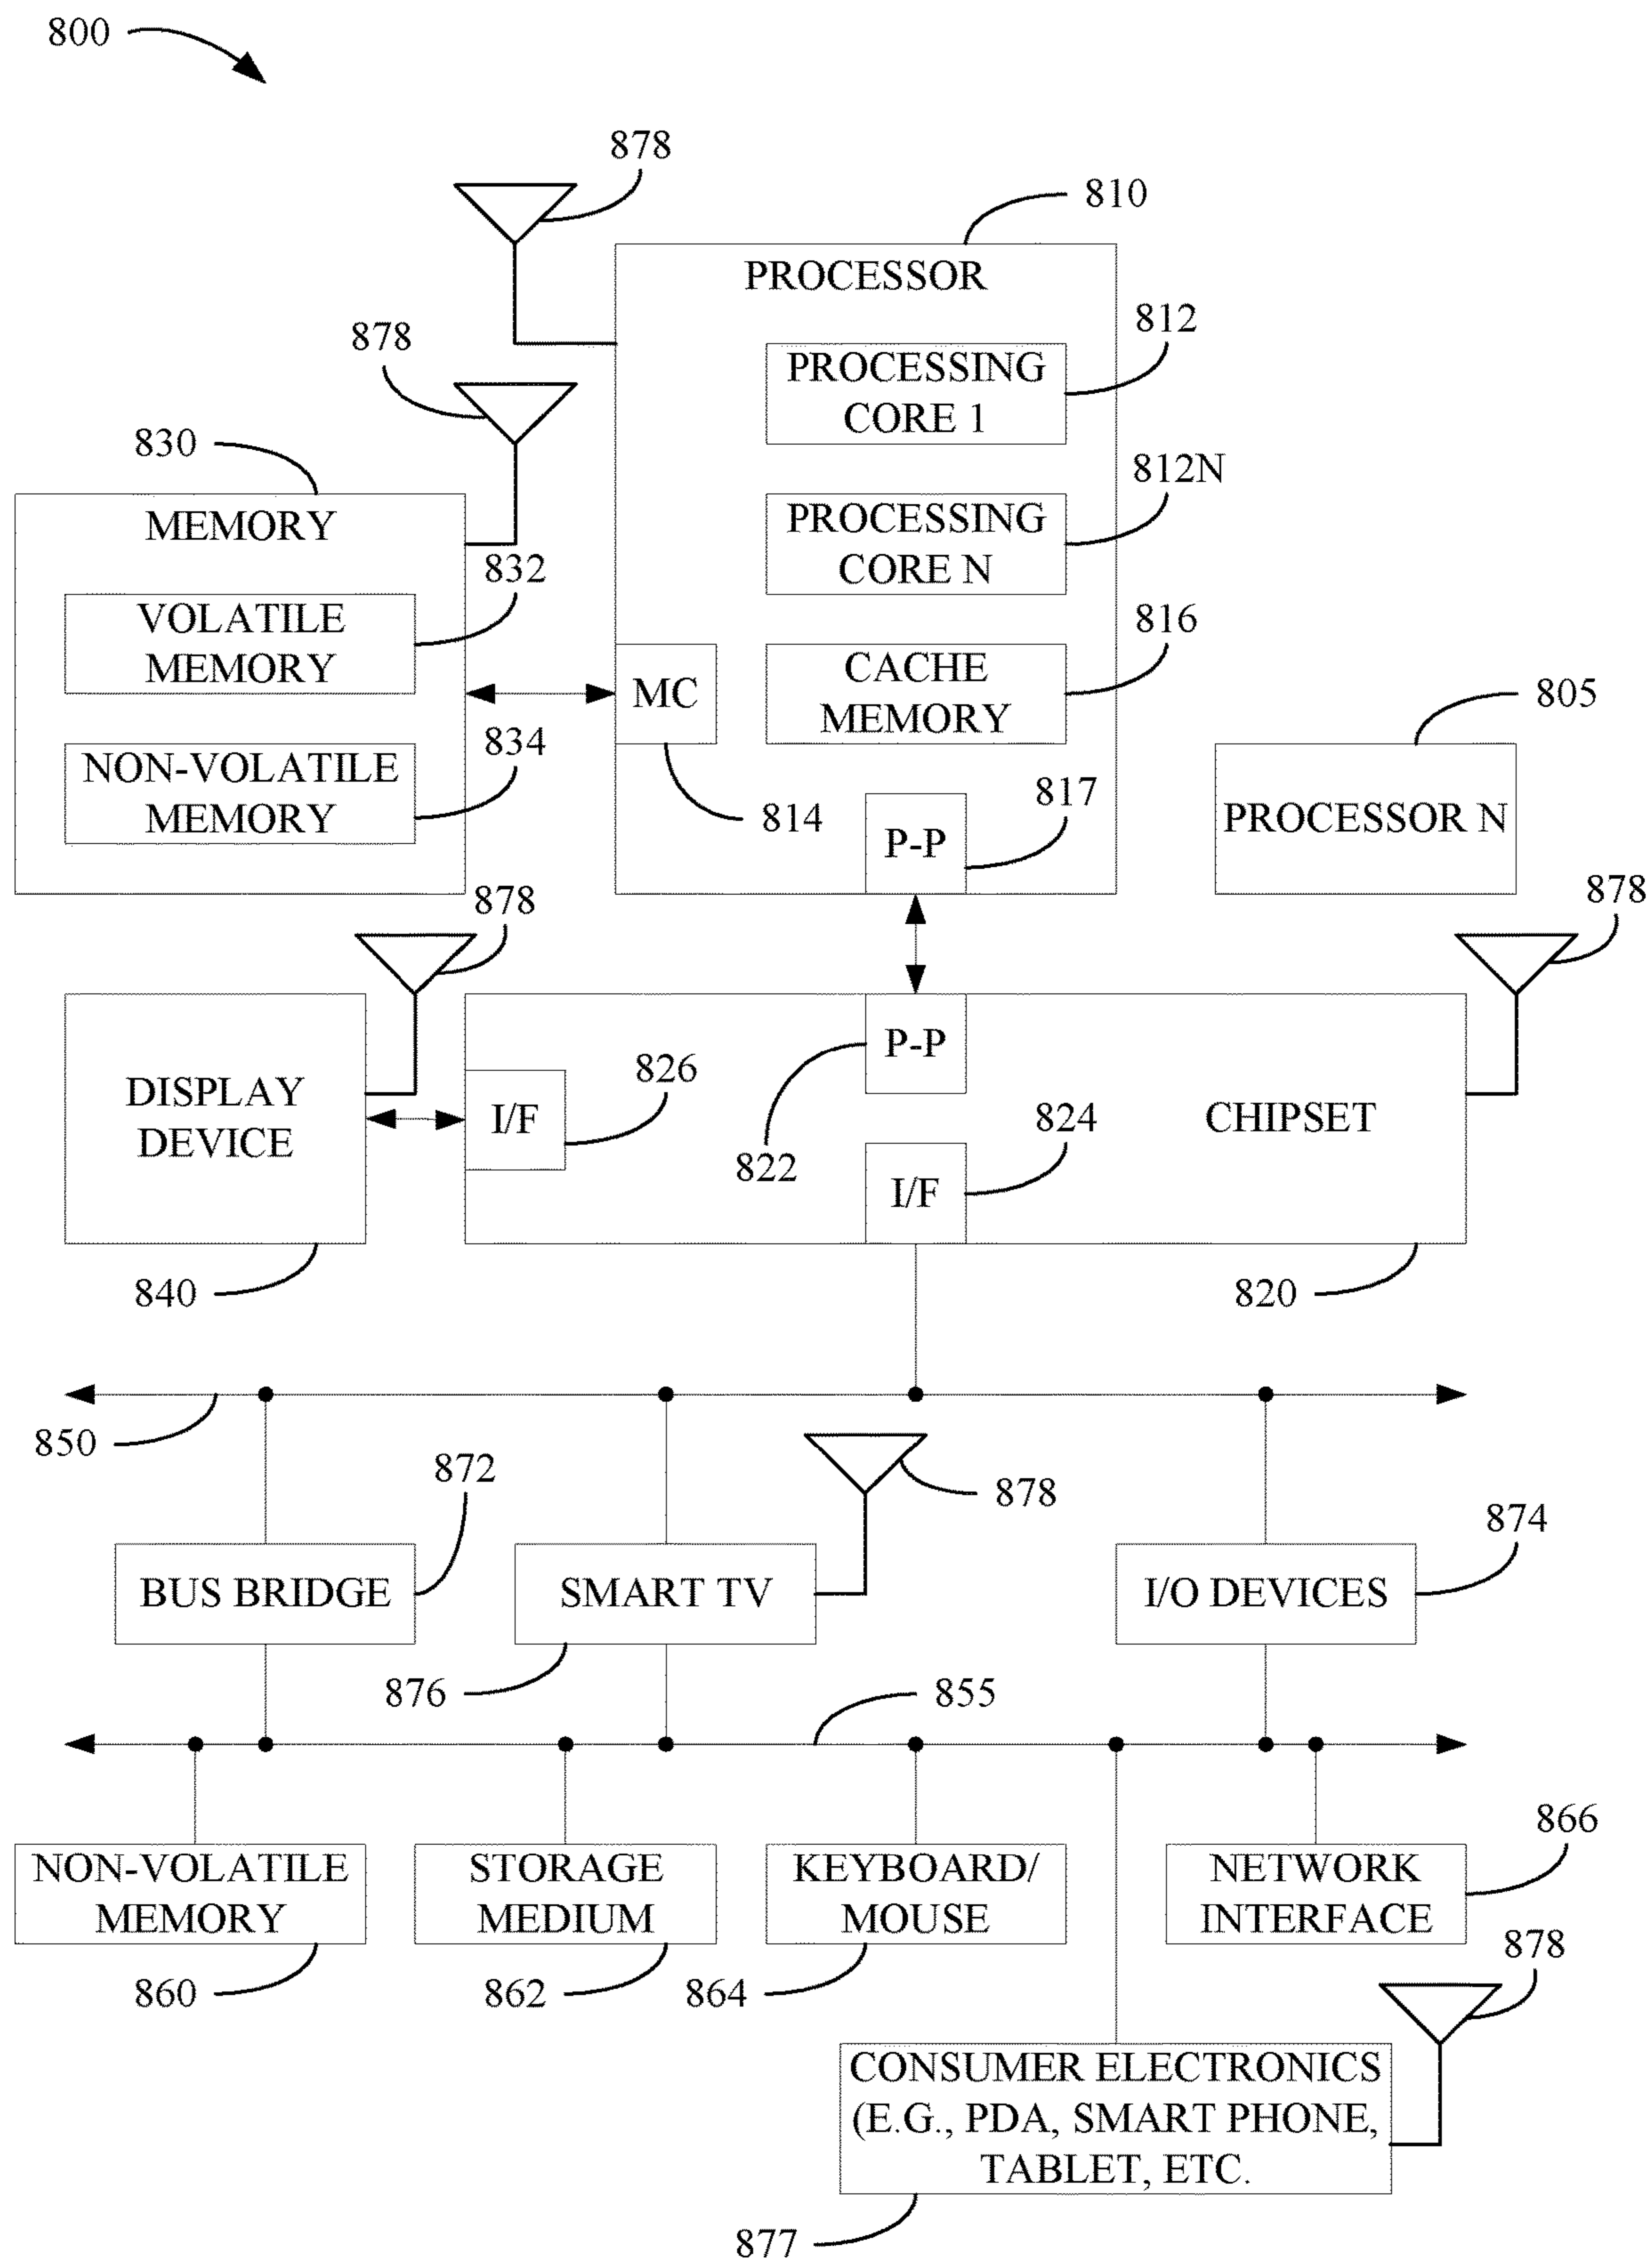 800
878
810
PROCESSOR
812
878
PROCESSING
CORE 1
830
812N
MEMORY
PROCESSING
CORE N
832
VOLATILE
MEMORY
816
MC
CACHE
MEMORY
805
834
NON-VOLATILE
MEMORY
814
817
P-P
PROCESSOR N
878
878
P-P
826
DISPLAY
DEVICE
I/F
822
824
CHIPSET
I/F
840
820
850
872
878
874
BUS BRIDGE
SMART TV
I/O DEVICES
876
855
866
NON-VOLATILE
MEMORY
STORAGE
MEDIUM
KEYBOARD/
MOUSE
NETWORK
INTERFACE
860
862
864
878
CONSUMER ELECTRONICS
(E.G., PDA, SMART PHONE,
TABLET, ETC.
877